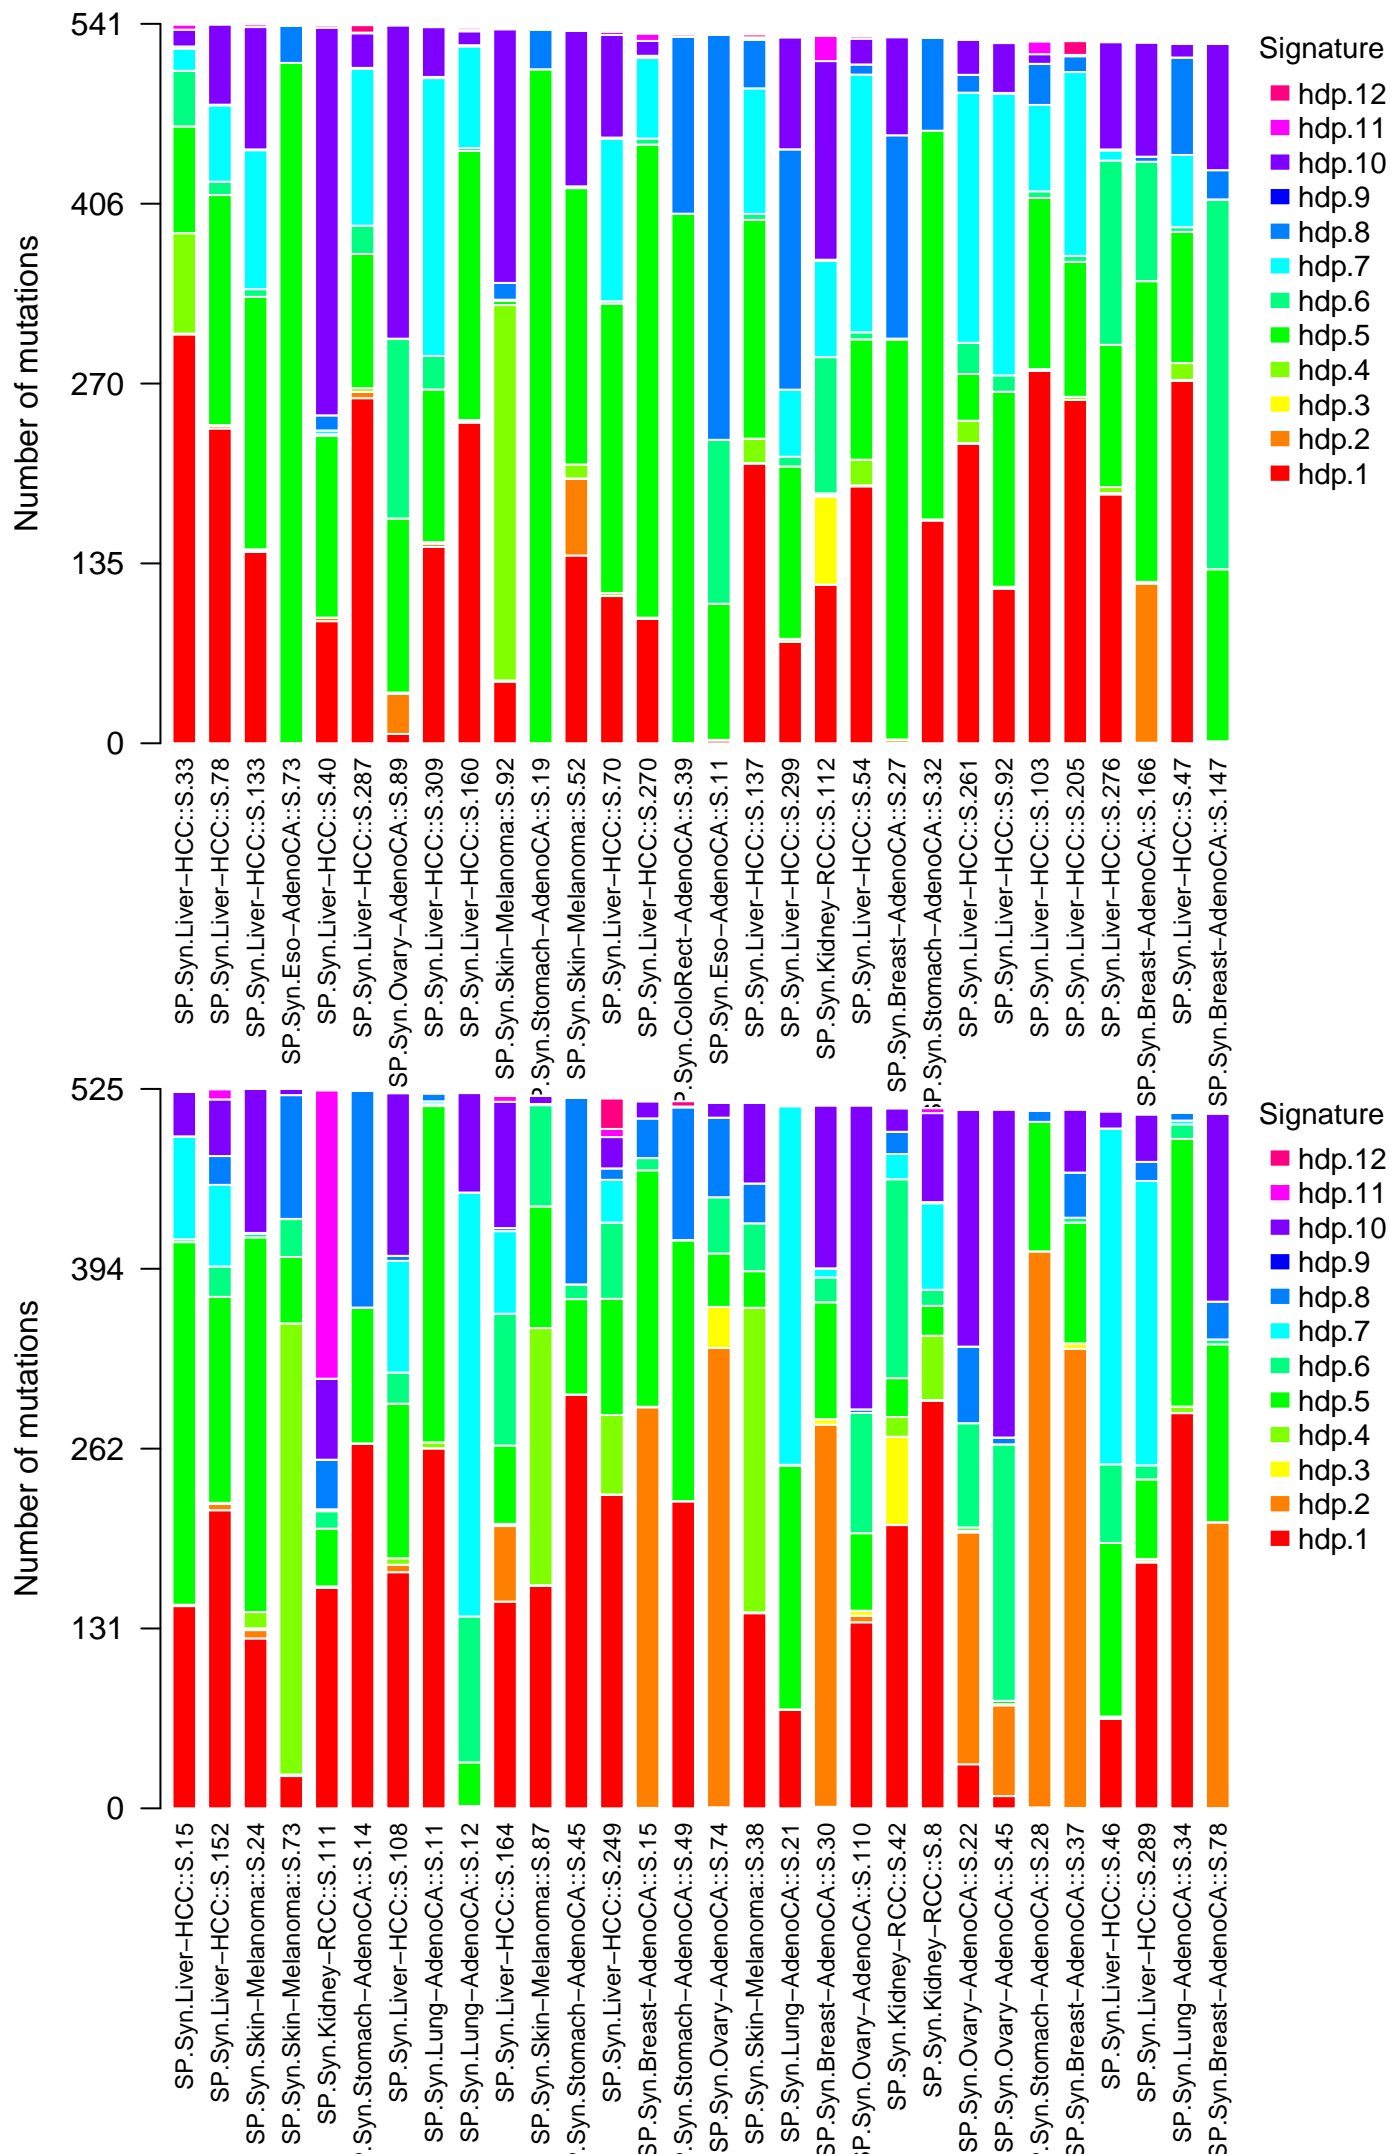 541
406
270
135
0
Number of mutations
Signature
hdp.12
hdp.11
hdp.10
hdp.9
hdp.8
hdp.7
hdp.6
hdp.5
hdp.4
hdp.3
hdp.2
hdp.1
SP.Syn.Liver–HCC::S.33
SP.Syn.Liver–HCC::S.78
SP.Syn.Liver–HCC::S.133
SP.Syn.Eso–AdenoCA::S.73
SP.Syn.Liver–HCC::S.40
SP.Syn.Liver–HCC::S.287
SP.Syn.Ovary–AdenoCA::S.89
SP.Syn.Liver–HCC::S.309
SP.Syn.Liver–HCC::S.160
SP.Syn.Skin–Melanoma::S.92
P.Syn.Stomach–AdenoCA::S.19
SP.Syn.Skin–Melanoma::S.52
SP.Syn.Liver–HCC::S.70
SP.Syn.Liver–HCC::S.270
P.Syn.ColoRect–AdenoCA::S.39
SP.Syn.Eso–AdenoCA::S.11
SP.Syn.Liver–HCC::S.137
SP.Syn.Liver–HCC::S.299
SP.Syn.Kidney–RCC::S.112
SP.Syn.Liver–HCC::S.54
SP.Syn.Breast–AdenoCA::S.27
SP.Syn.Stomach–AdenoCA::S.32
SP.Syn.Liver–HCC::S.261
SP.Syn.Liver–HCC::S.92
SP.Syn.Liver–HCC::S.103
SP.Syn.Liver–HCC::S.205
SP.Syn.Liver–HCC::S.276
SP.Syn.Breast–AdenoCA::S.166
SP.Syn.Liver–HCC::S.47
SP.Syn.Breast–AdenoCA::S.147
525
394
262
131
0
Number of mutations
Signature
hdp.12
hdp.11
hdp.10
hdp.9
hdp.8
hdp.7
hdp.6
hdp.5
hdp.4
hdp.3
hdp.2
hdp.1
SP.Syn.Liver–HCC::S.15
SP.Syn.Liver–HCC::S.152
SP.Syn.Skin–Melanoma::S.24
SP.Syn.Skin–Melanoma::S.73
SP.Syn.Kidney–RCC::S.111
.Syn.Stomach–AdenoCA::S.14
SP.Syn.Liver–HCC::S.108
SP.Syn.Lung–AdenoCA::S.11
SP.Syn.Lung–AdenoCA::S.12
SP.Syn.Liver–HCC::S.164
SP.Syn.Skin–Melanoma::S.87
.Syn.Stomach–AdenoCA::S.45
SP.Syn.Liver–HCC::S.249
SP.Syn.Breast–AdenoCA::S.15
.Syn.Stomach–AdenoCA::S.49
SP.Syn.Ovary–AdenoCA::S.74
SP.Syn.Skin–Melanoma::S.38
SP.Syn.Lung–AdenoCA::S.21
SP.Syn.Breast–AdenoCA::S.30
SP.Syn.Ovary–AdenoCA::S.110
SP.Syn.Kidney–RCC::S.42
SP.Syn.Kidney–RCC::S.8
SP.Syn.Ovary–AdenoCA::S.22
SP.Syn.Ovary–AdenoCA::S.45
.Syn.Stomach–AdenoCA::S.28
SP.Syn.Breast–AdenoCA::S.37
SP.Syn.Liver–HCC::S.46
SP.Syn.Liver–HCC::S.289
SP.Syn.Lung–AdenoCA::S.34
SP.Syn.Breast–AdenoCA::S.78